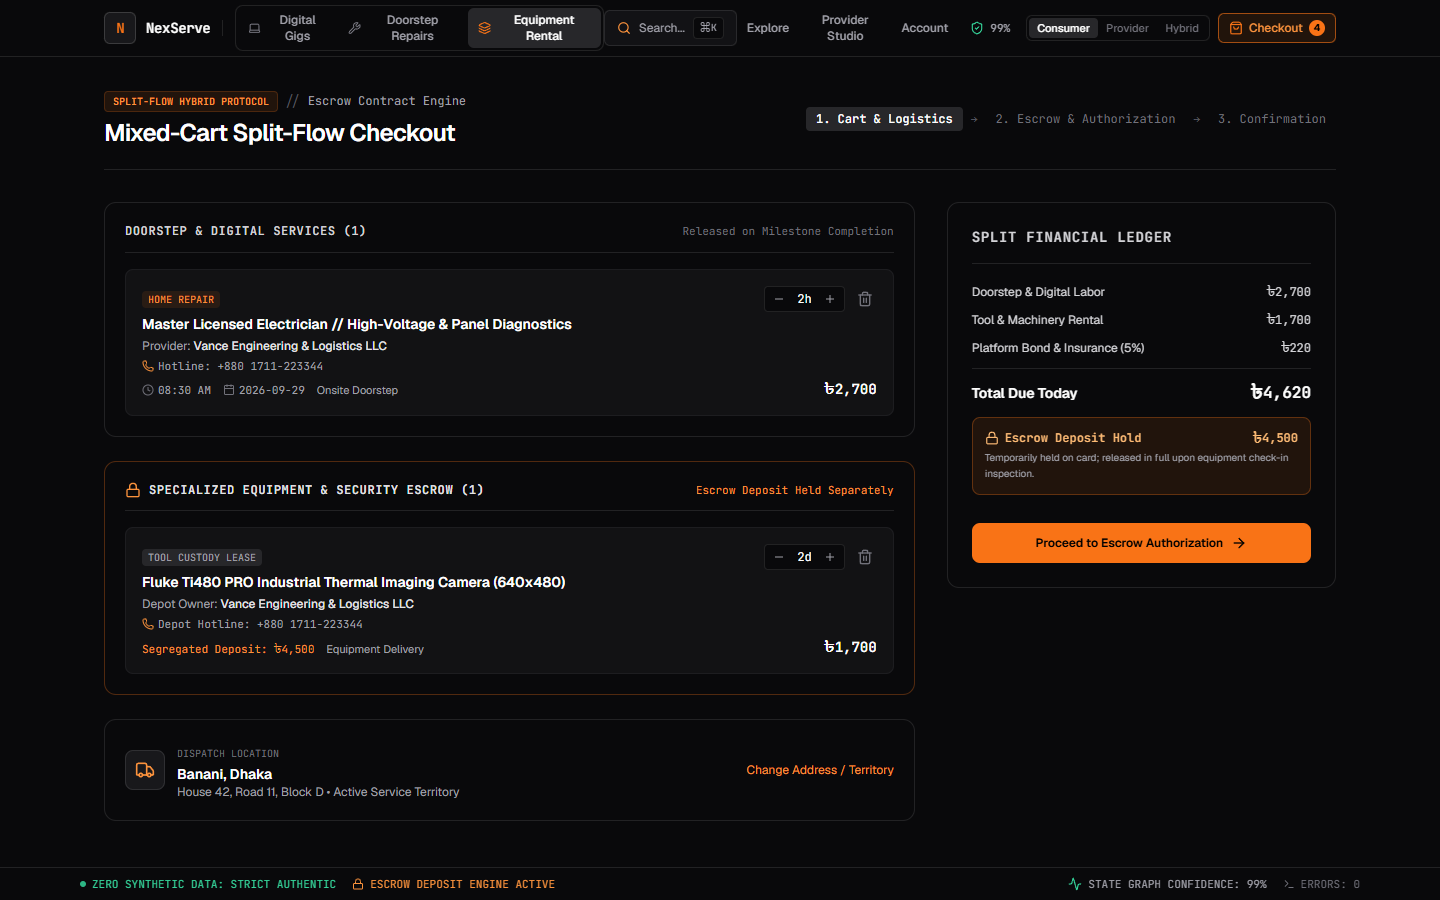 N NexServe
Digital Gigs
Doorstep Repairs
Equipment Rental
Search... ⌘K
Explore
Provider Studio
Account
99%
Consumer Provider Hybrid
Checkout 4
SPLIT-FLOW HYBRID PROTOCOL // Escrow Contract Engine
Mixed-Cart Split-Flow Checkout
1. Cart & Logistics → 2. Escrow & Authorization → 3. Confirmation
DOORSTEP & DIGITAL SERVICES (1)
Released on Milestone Completion
HOME REPAIR
− 2h +
Master Licensed Electrician // High-Voltage & Panel Diagnostics
Provider: Vance Engineering & Logistics LLC
Hotline: +880 1711-223344
08:30 AM 2026-09-29 Onsite Doorstep
৳2,700
SPECIALIZED EQUIPMENT & SECURITY ESCROW (1)
Escrow Deposit Held Separately
TOOL CUSTODY LEASE
− 2d +
Fluke Ti480 PRO Industrial Thermal Imaging Camera (640x480)
Depot Owner: Vance Engineering & Logistics LLC
Depot Hotline: +880 1711-223344
Segregated Deposit: ৳4,500 Equipment Delivery
৳1,700
DISPATCH LOCATION
Banani, Dhaka
House 42, Road 11, Block D • Active Service Territory
Change Address / Territory
SPLIT FINANCIAL LEDGER
Doorstep & Digital Labor ৳2,700
Tool & Machinery Rental ৳1,700
Platform Bond & Insurance (5%) ৳220
Total Due Today ৳4,620
Escrow Deposit Hold ৳4,500
Temporarily held on card; released in full upon equipment check-in
inspection.
Proceed to Escrow Authorization →
ZERO SYNTHETIC DATA: STRICT AUTHENTIC
ESCROW DEPOSIT ENGINE ACTIVE
STATE GRAPH CONFIDENCE: 99%
ERRORS: 0